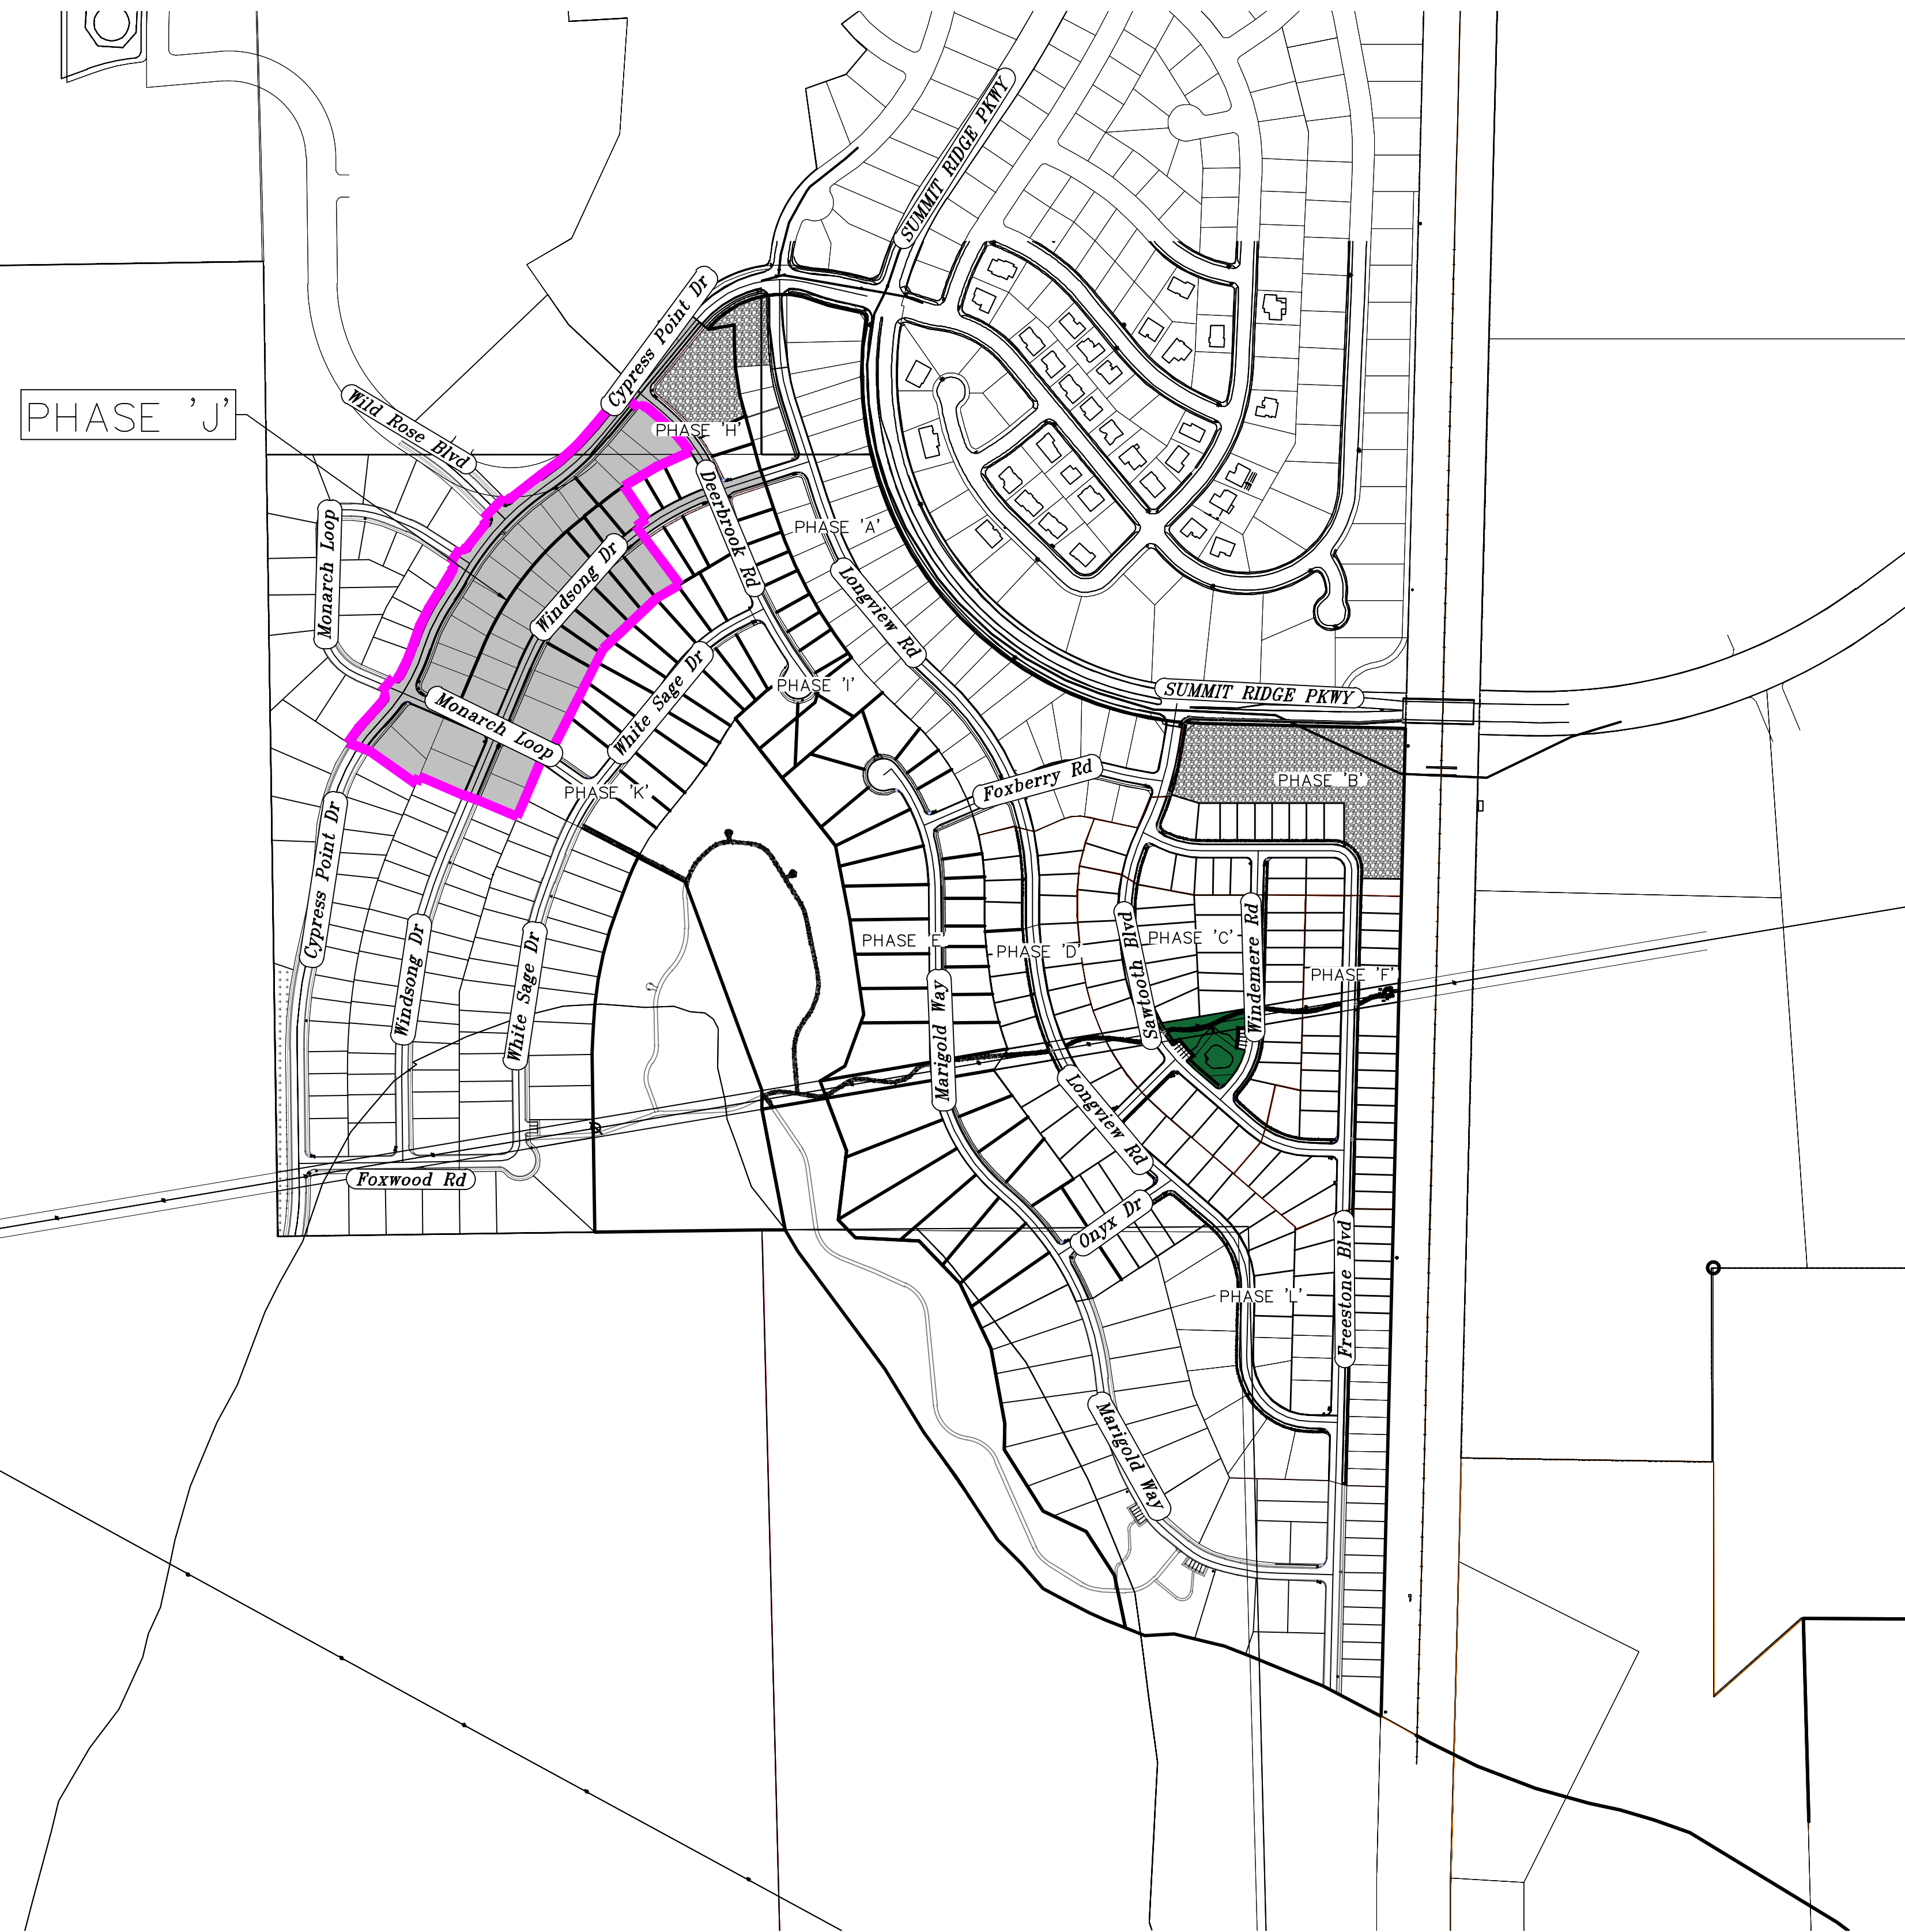 SUMMIT RIDGE PKWY
Cypress Point Dr
PHASE 'J'
Wild Rose Blvd
PHASE 'H'
Deerbrook Rd
PHASE 'A'
Monarch Loop
Windsong Dr
Longview Rd
White Sage Dr
PHASE 'I'
SUMMIT RIDGE PKWY
Monarch Loop
Foxberry Rd
PHASE 'B'
PHASE 'K'
Cypress Point Dr
Windsong Dr
White Sage Dr
PHASE 'E'
PHASE 'D'
Sawtooth Blvd
PHASE 'C'
Windemere Rd
PHASE 'F'
Marigold Way
Longview Rd
Foxwood Rd
Onyx Dr
Freestone Blvd
PHASE 'L'
Marigold Way